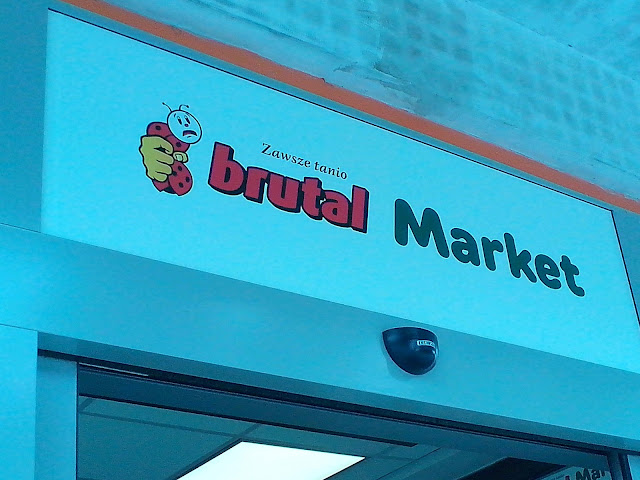 Zawsze tanio
brutal Market